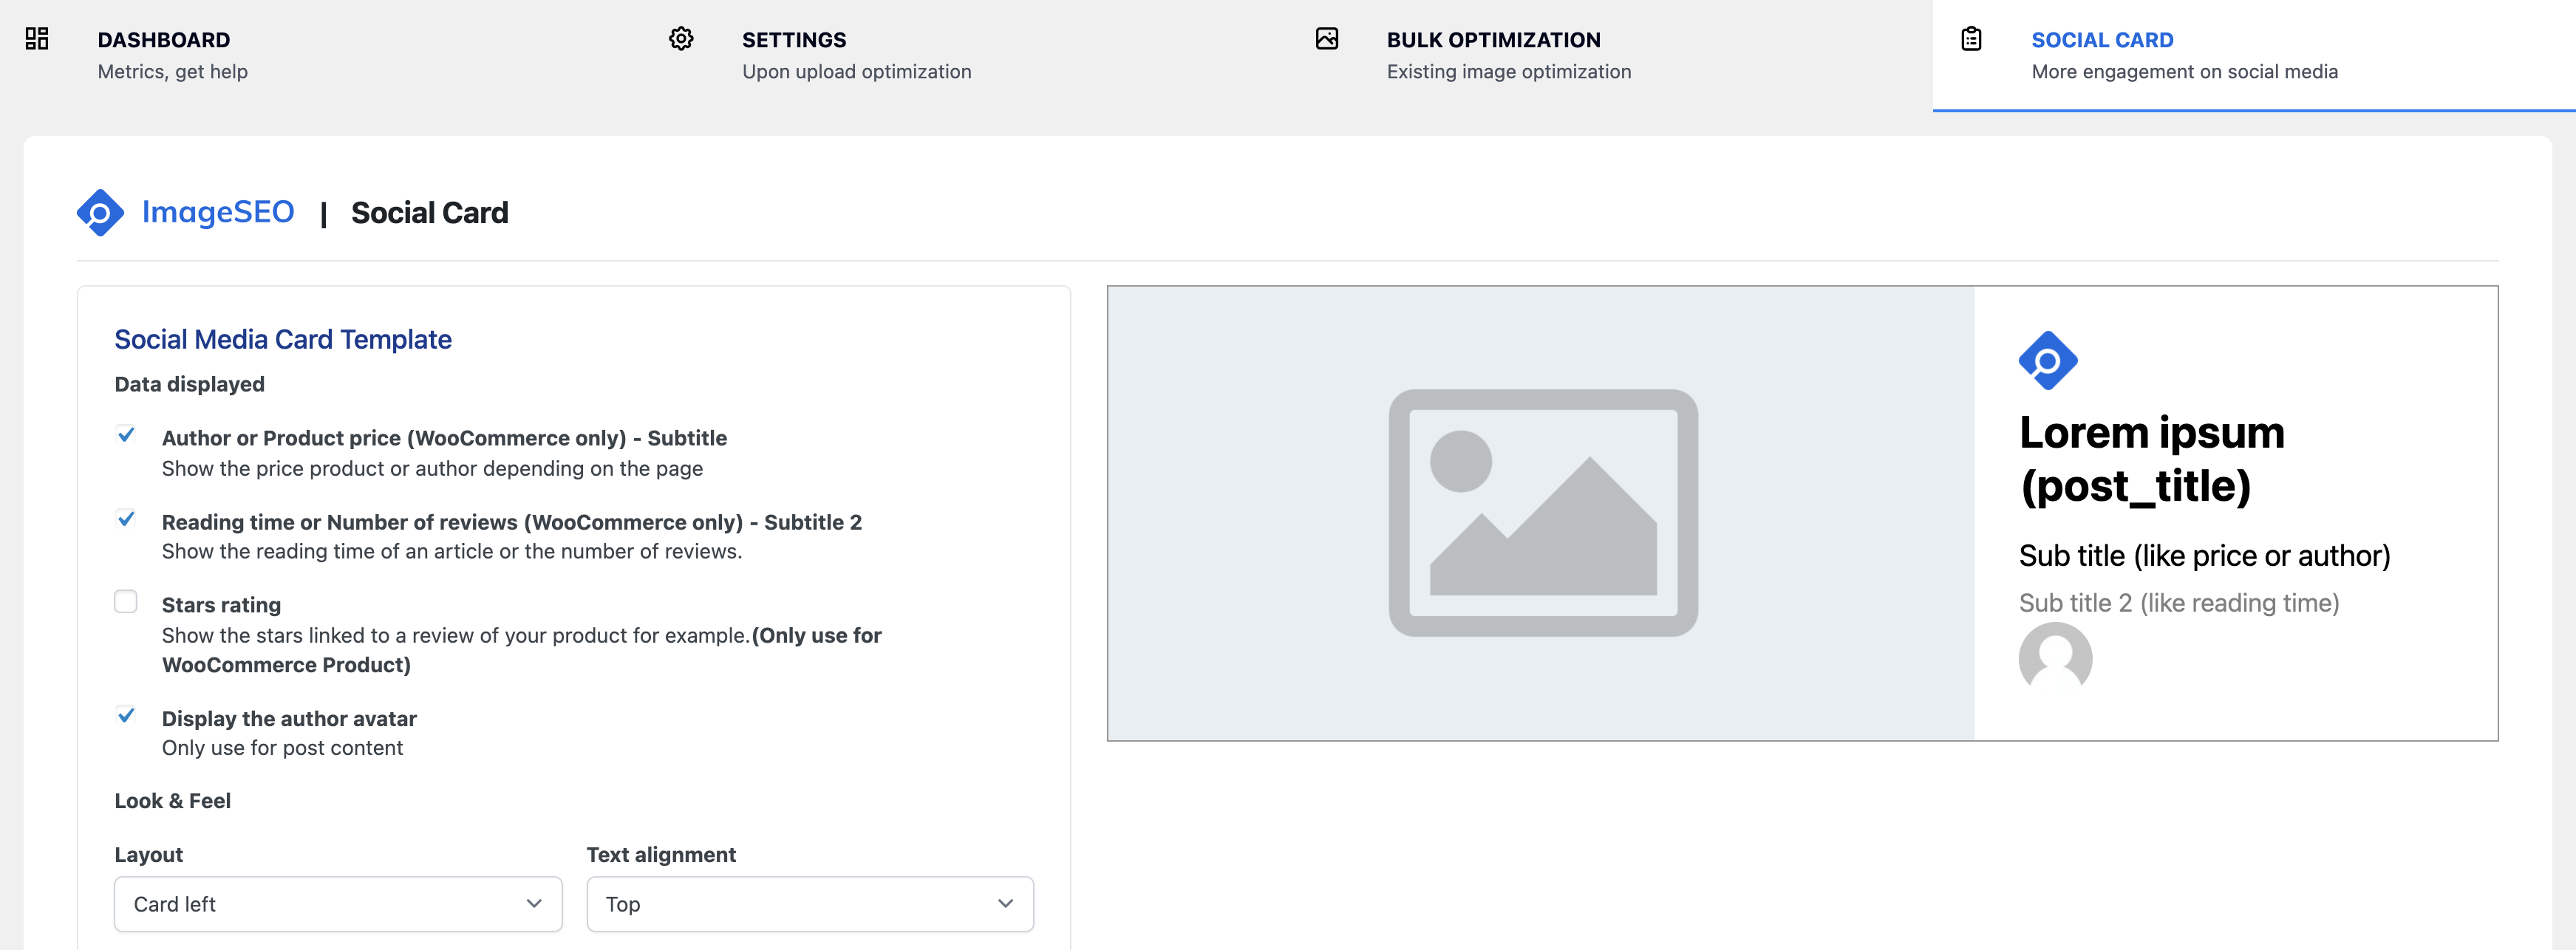 DASHBOARD
Metrics, get help
SETTINGS
Upon upload optimization
BULK OPTIMIZATION
Existing image optimization
SOCIAL CARD
More engagement on social media
ImageSEO | Social Card
Social Media Card Template
Data displayed
Author or Product price (WooCommerce only) - Subtitle
Show the price product or author depending on the page
Reading time or Number of reviews (WooCommerce only) - Subtitle 2
Show the reading time of an article or the number of reviews.
Stars rating
Show the stars linked to a review of your product for example.(Only use for
WooCommerce Product)
Display the author avatar
Only use for post content
Look & Feel
Layout
Card left
Text alignment
Top
Lorem ipsum
(post_title)
Sub title (like price or author)
Sub title 2 (like reading time)